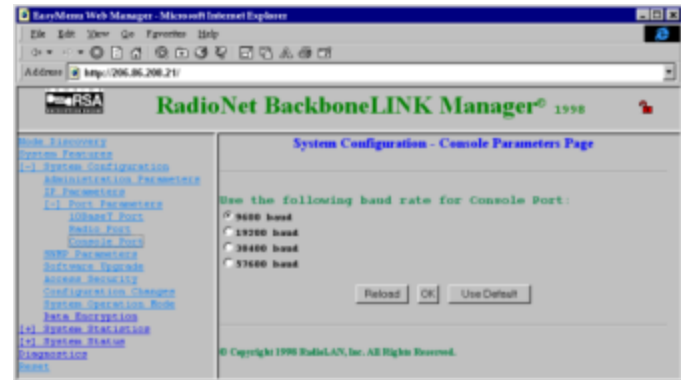 EasyMenu Web Manager - Microsoft Internet Explorer
File Edit View Go Favorites Help
Address http://206.86.208.21/
RSA
RadioNet BackboneLINK Manager© 1998
Node Discovery
System Features
[-] System Configuration
Administration Parameters
IP Parameters
[-] Port Parameters
10BaseT Port
Radio Port
Console Port
SNMP Parameters
Software Upgrade
Access Security
Configuration Changes
System Operation Mode
Data Encryption
[+] System Statistics
[+] System Status
Diagnostics
Reset
System Configuration - Console Parameters Page
Use the following baud rate for Console Port:
9600 baud
19200 baud
38400 baud
57600 baud
Reload OK Use Default
© Copyright 1998 RadioLAN, Inc. All Rights Reserved.